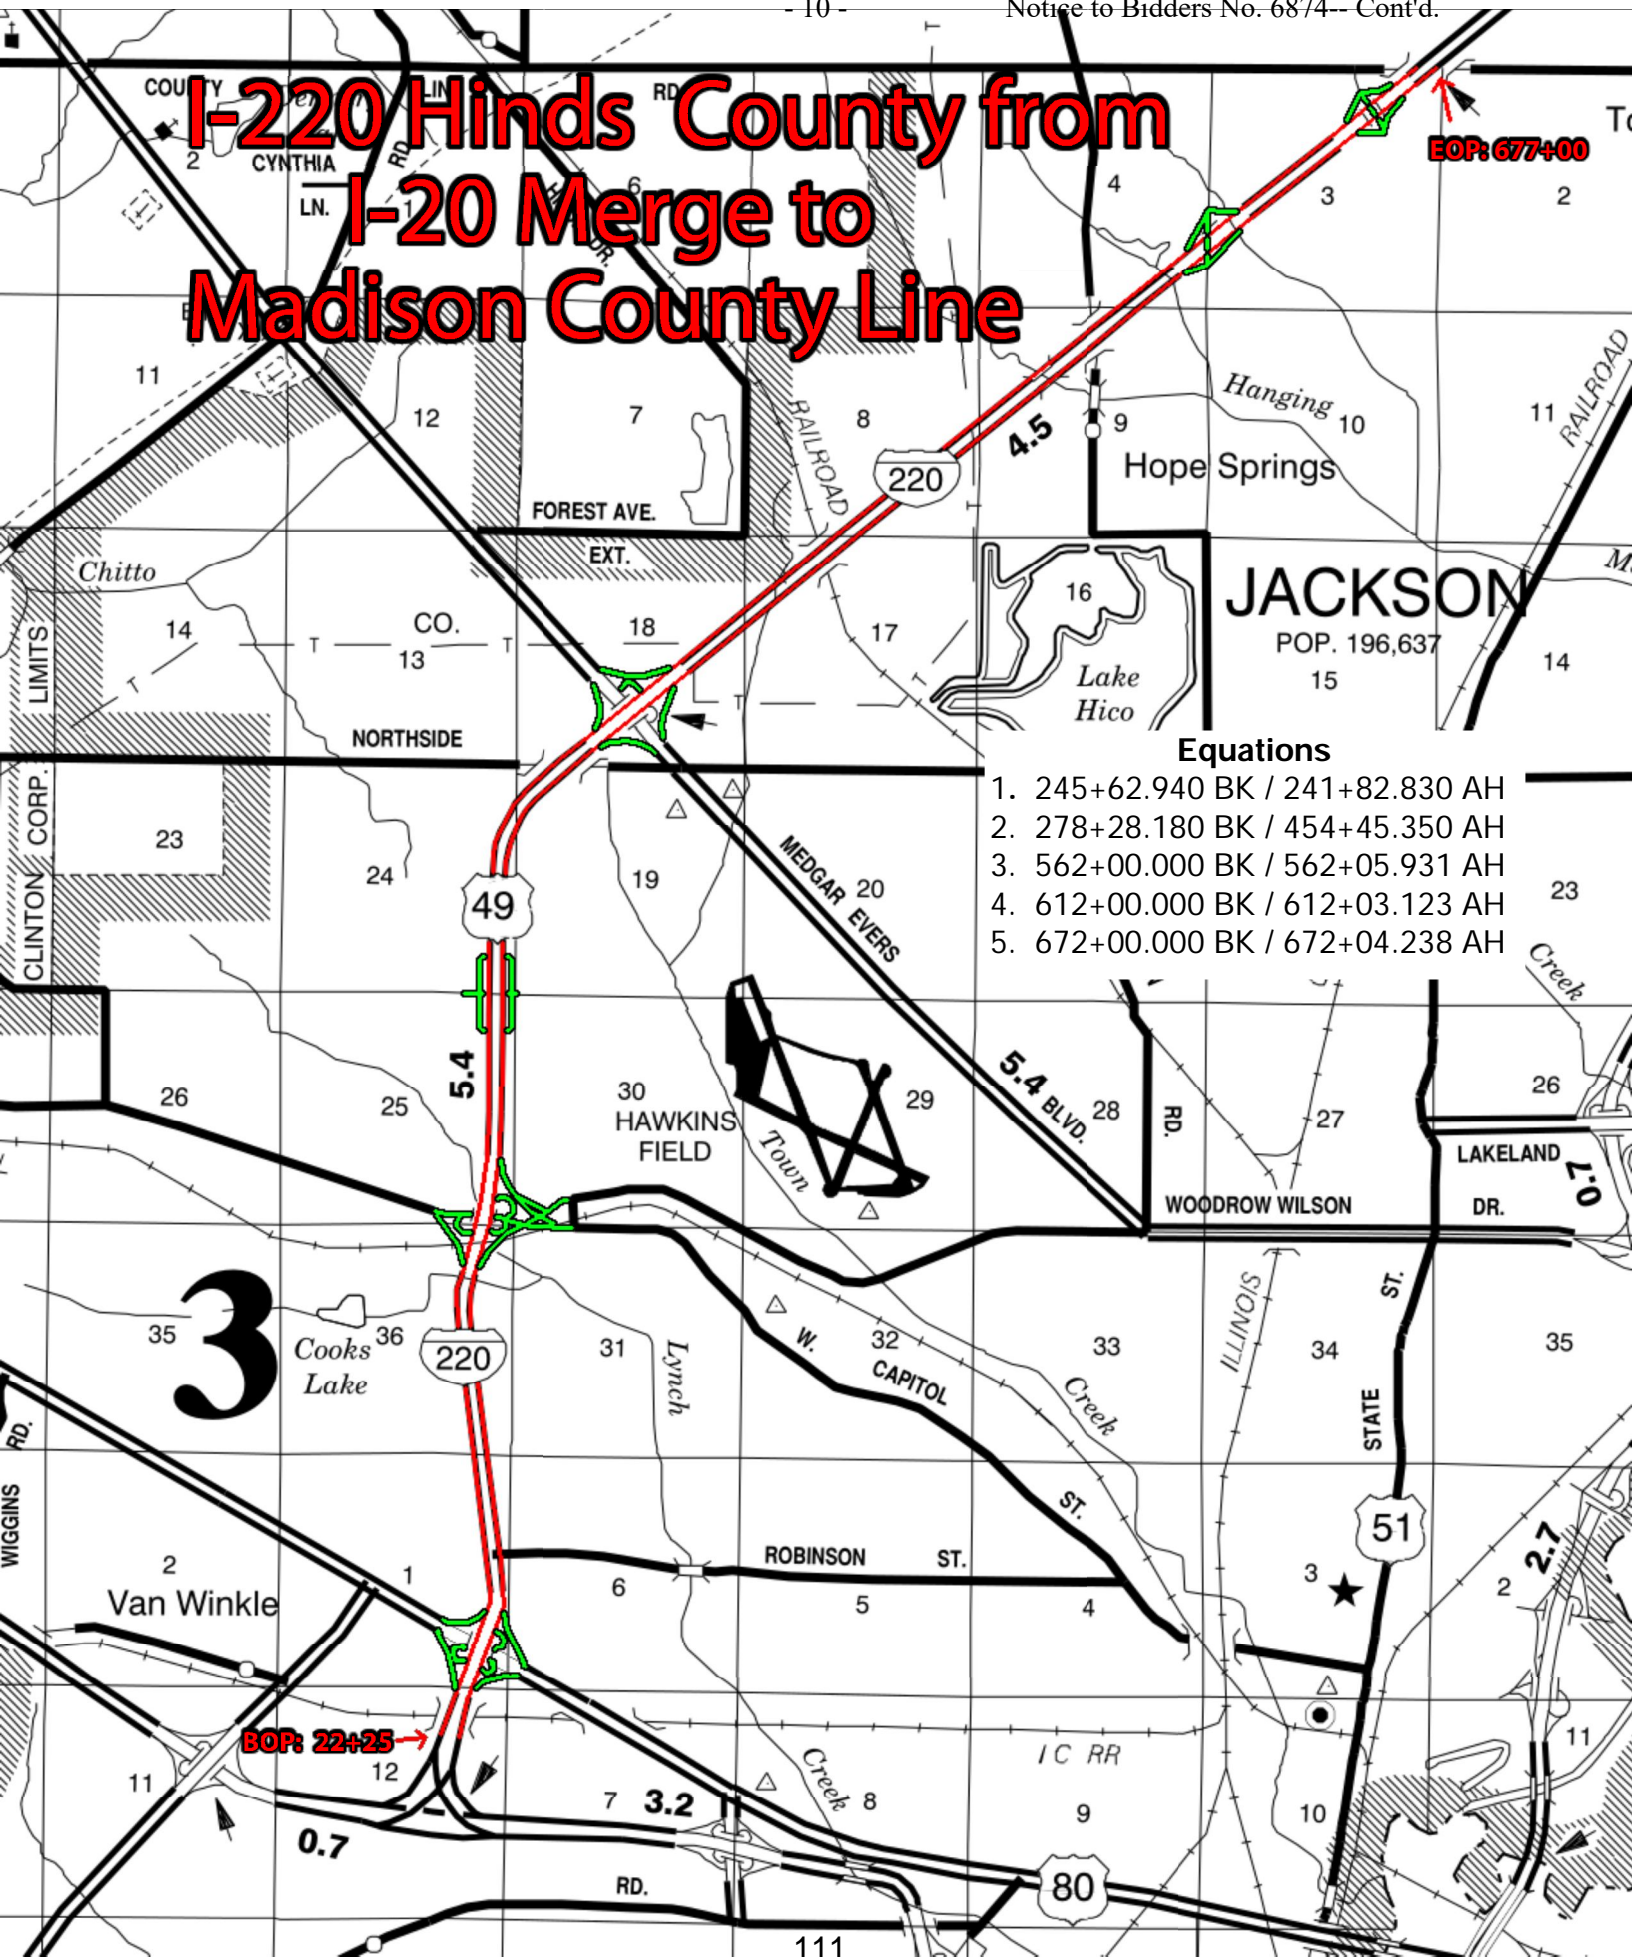 - 10 -
Notice to Bidders No. 6874-- Cont'd.
I-220 Hinds County from
I-20 Merge to
Madison County Line
COUNTY LIN RD.
CYNTHIA
LN.
RD.
DR.
EOP: 677+00
2
6
4
3
2
11
12
7
8
9
10
11
RAILROAD
RAILROAD
Hanging
4.5
220
Hope Springs
FOREST AVE.
EXT.
Chitto
CO.
14
13
18
17
16
JACKSON
POP. 196,637
15
14
Lake
Hico
LIMITS
CORP.
CLINTON
NORTHSIDE
Equations
1. 245+62.940 BK / 241+82.830 AH
2. 278+28.180 BK / 454+45.350 AH
3. 562+00.000 BK / 562+05.931 AH
4. 612+00.000 BK / 612+03.123 AH
5. 672+00.000 BK / 672+04.238 AH
23
24
19
20
23
49
MEDGAR EVERS
5.4 BLVD.
Creek
5.4
26
25
30
HAWKINS
FIELD
29
28
RD.
27
26
Town
LAKELAND
DR.
0.7
WOODROW WILSON
3
35
36
Cooks
Lake
220
31
Lynch
32
W.
CAPITOL
ST.
33
Creek
ILLINOIS
34
ST.
STATE
35
RD.
WIGGINS
51
2.7
2
Van Winkle
1
6
ROBINSON ST.
5
4
3
2
BOP: 22+25
11
12
7
3.2
Creek
8
I C RR
9
10
11
0.7
RD.
80
111